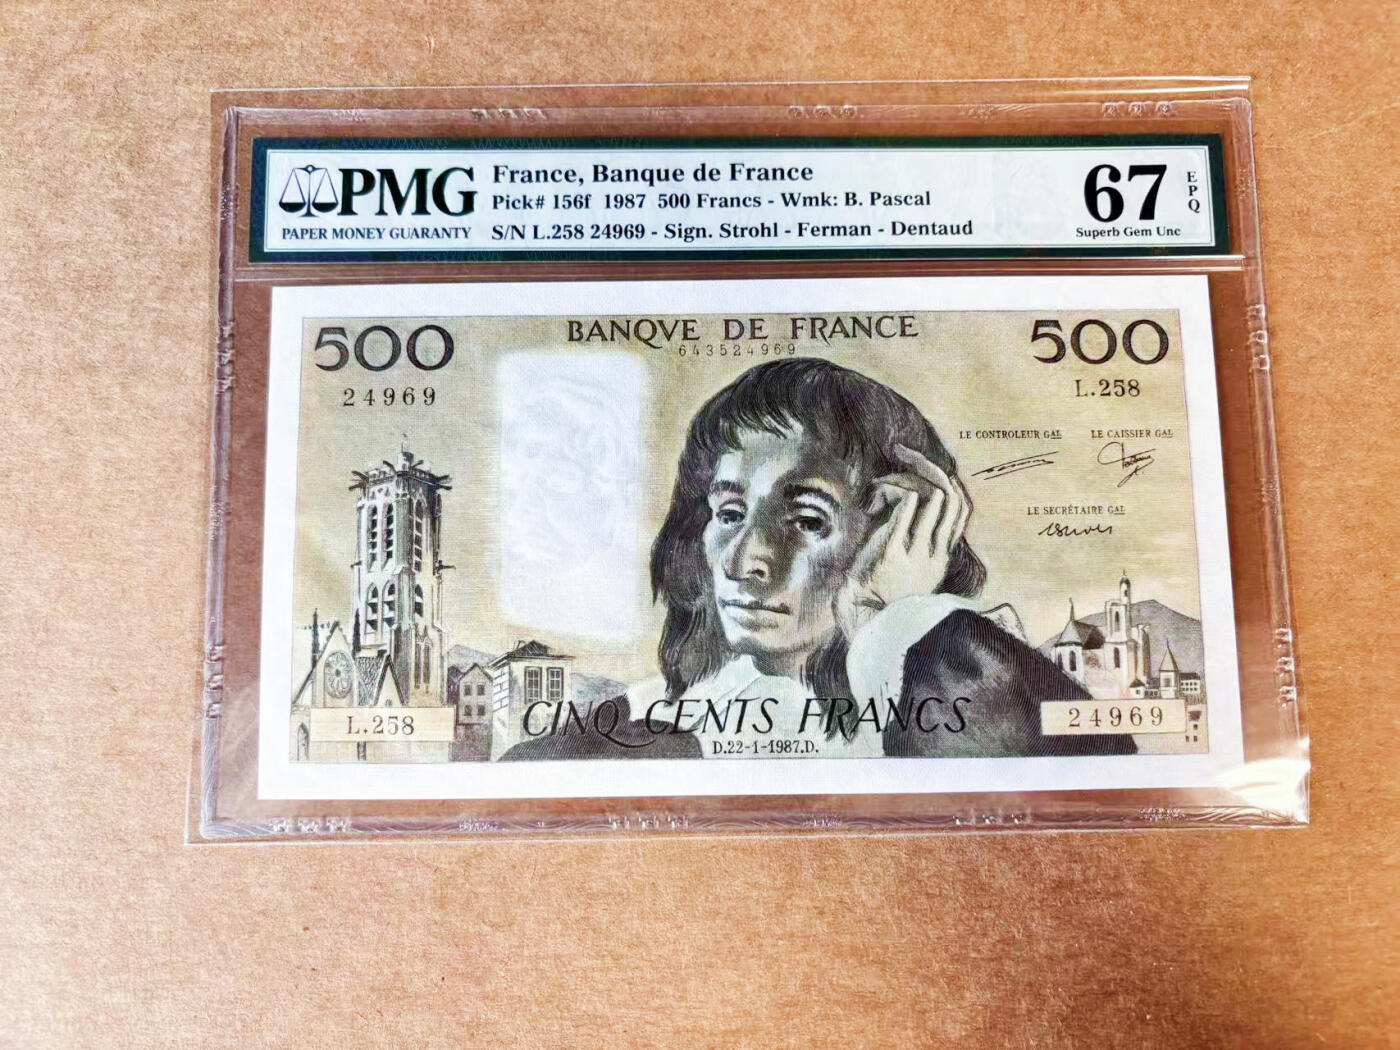 PMG
PAPER MONEY GUARANTY
France, Banque de France
Pick# 156f 1987 500 Francs - Wmk: B. Pascal
S/N L.258 24969 - Sign. Strohl - Ferman - Dentaud
67
EPQ
Superb Gem Unc
500
BANQVE DE FRANCE
500
643524969
24969
L.258
LE CONTROLEUR GAL
LE CAISSIER GAL
LE SECRÉTAIRE GAL
L.258
CINQ CENTS FRANCS
24969
D.22-1-1987.D.